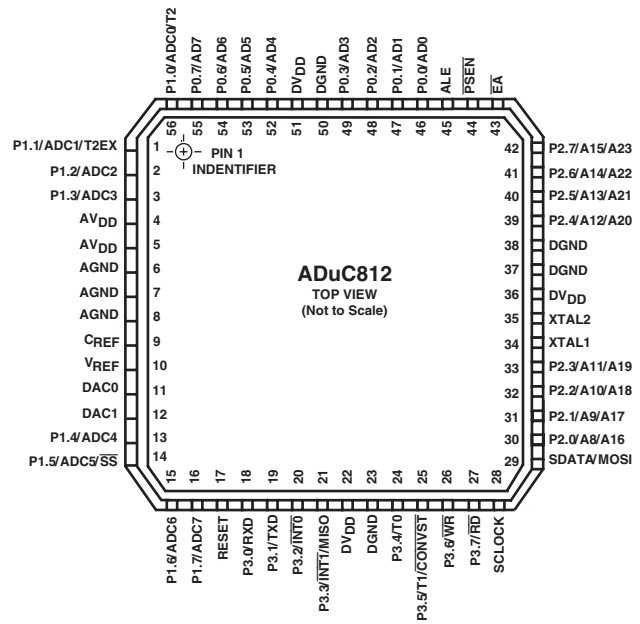 P1.0/ADC0/T2
P0.7/AD7
P0.6/AD6
P0.5/AD5
P0.4/AD4
DVDD
DGND
P0.3/AD3
P0.2/AD2
P0.1/AD1
P0.0/AD0
ALE
PSEN
EA
56
55
54
53
52
51
50
49
48
47
46
45
44
43
P1.1/ADC1/T2EX 1
P1.2/ADC2 2
P1.3/ADC3 3
AVDD 4
AVDD 5
AGND 6
AGND 7
AGND 8
CREF 9
VREF 10
DAC0 11
DAC1 12
P1.4/ADC4 13
P1.5/ADC5/SS 14
PIN 1
INDENTIFIER
ADuC812
TOP VIEW
(Not to Scale)
42 P2.7/A15/A23
41 P2.6/A14/A22
40 P2.5/A13/A21
39 P2.4/A12/A20
38 DGND
37 DGND
36 DVDD
35 XTAL2
34 XTAL1
33 P2.3/A11/A19
32 P2.2/A10/A18
31 P2.1/A9/A17
30 P2.0/A8/A16
29 SDATA/MOSI
15
16
17
18
19
20
21
22
23
24
25
26
27
28
P1.6/ADC6
P1.7/ADC7
RESET
P3.0/RXD
P3.1/TXD
P3.2/INT0
P3.3/INT1/MISO
DVDD
DGND
P3.4/T0
P3.5/T1/CONVST
P3.6/WR
P3.7/RD
SCLOCK